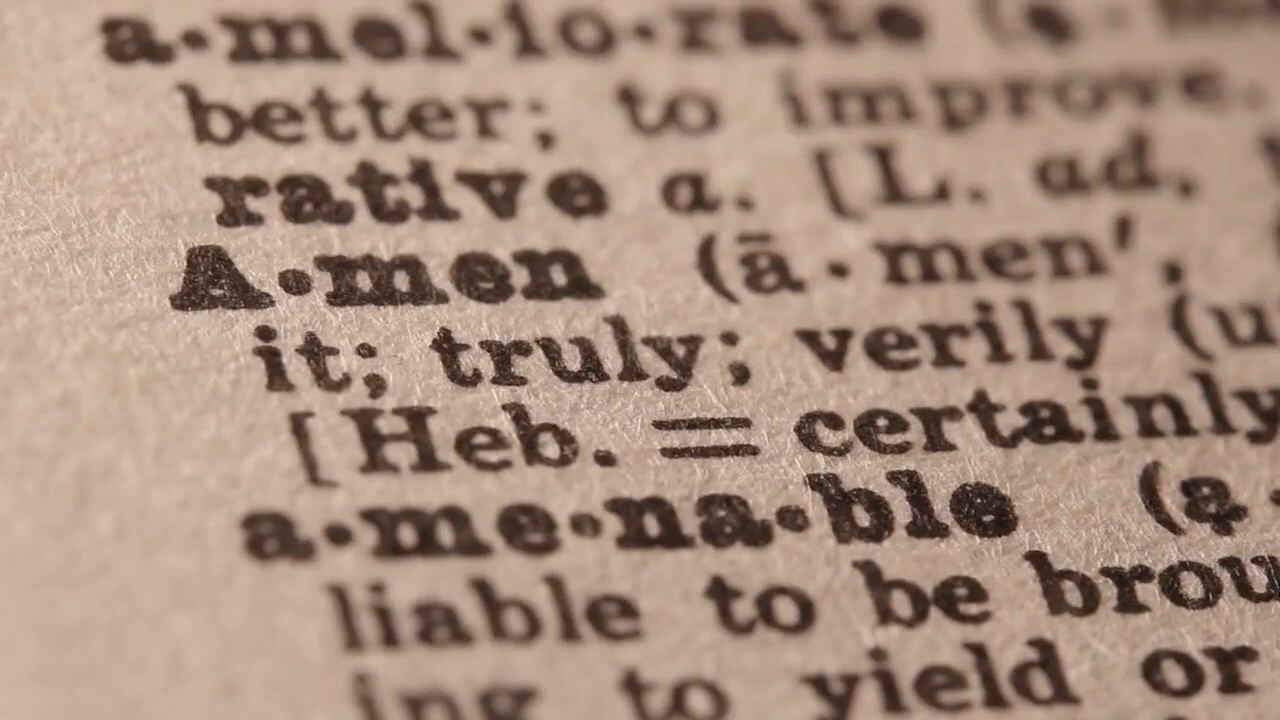 a·mel·io·rate (ạ
better; to improve.
rative a. [L. ad,
A·men (ā·men′,
it; truly; verily (u
[Heb. = certainly
a·me·na·ble (ạ·
liable to be brou
ing to yield or